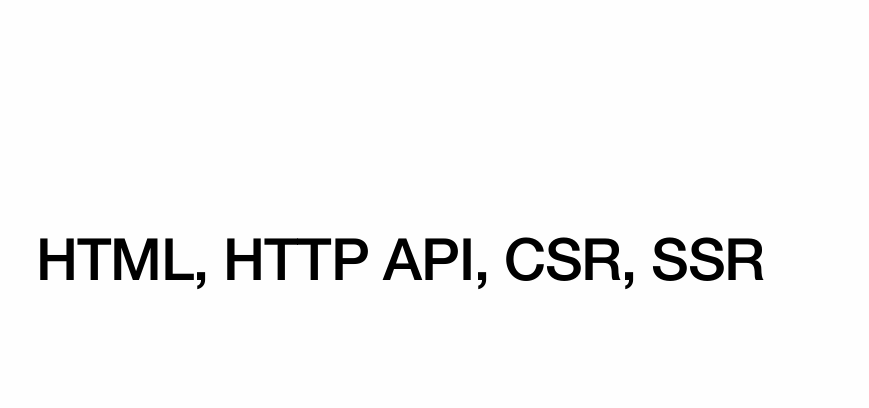 HTML, HTTP API, CSR, SSR